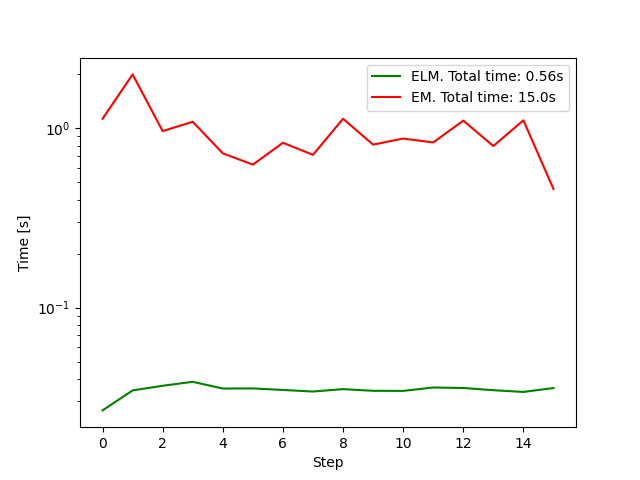 ELM. Total time: 0.56s
EM. Total time: 15.0s
10⁰
10⁻¹
Time [s]
0 2 4 6 8 10 12 14
Step